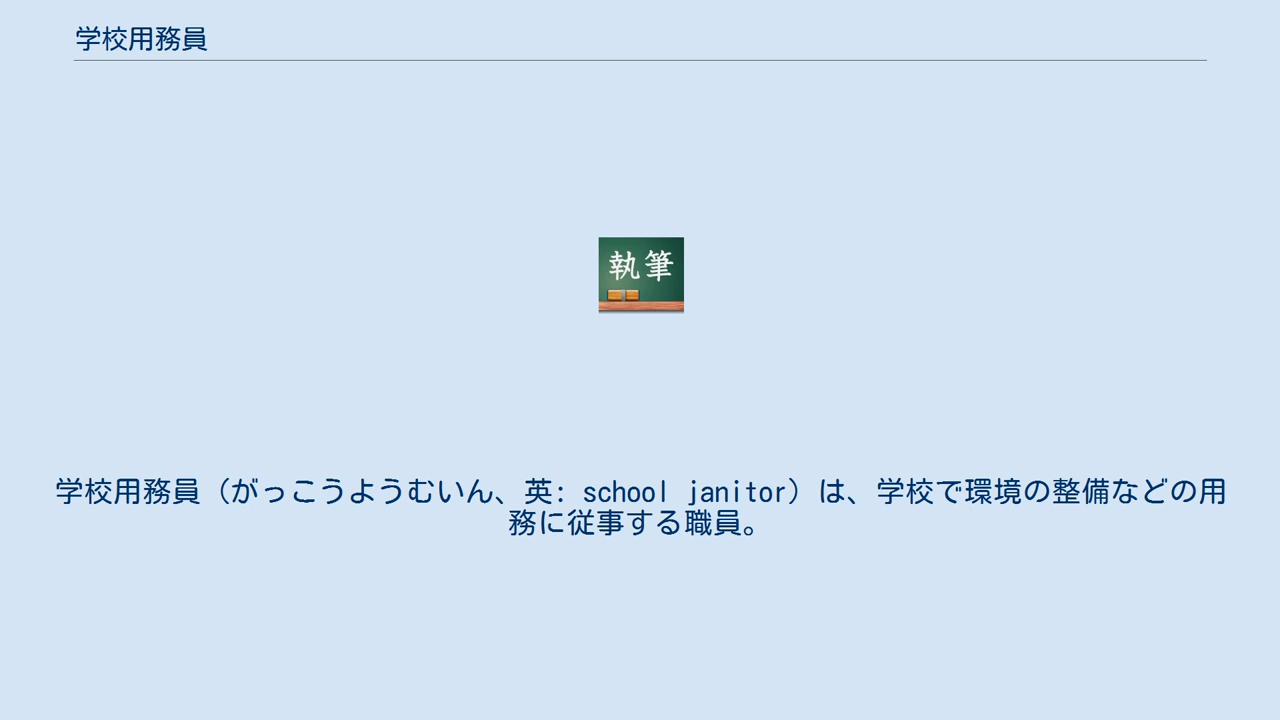 学校用務員
執筆
学校用務員（がっこうようむいん、英: school janitor）は、学校で環境の整備などの用
務に従事する職員。